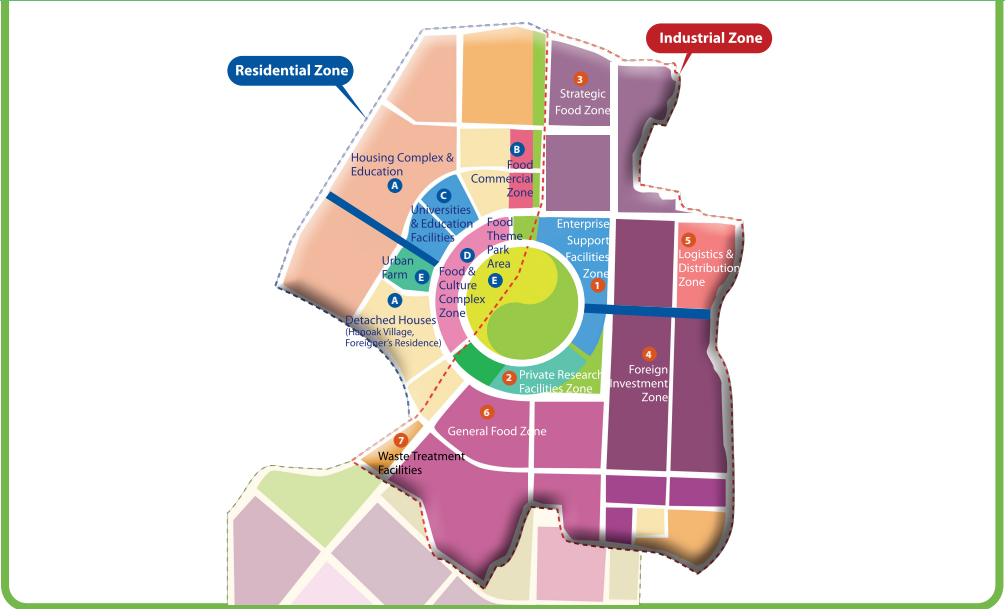 Residential Zone
Industrial Zone
3
Strategic
Food Zone
B
Food
Commercial
Zone
Housing Complex &
Education
A
C
Universities
& Education
Facilities
Food
Theme
Park
Area
E
Enterprise
Support
Facilities
Zone
1
5
Logistics &
Distribution
Zone
Urban
Farm
E
D
Food &
Culture
Complex
Zone
A
Detached Houses
(Hanoak Village,
Foreigner's Residence)
4
Foreign
Investment
Zone
2
Private Research
Facilities Zone
6
General Food Zone
7
Waste Treatment
Facilities